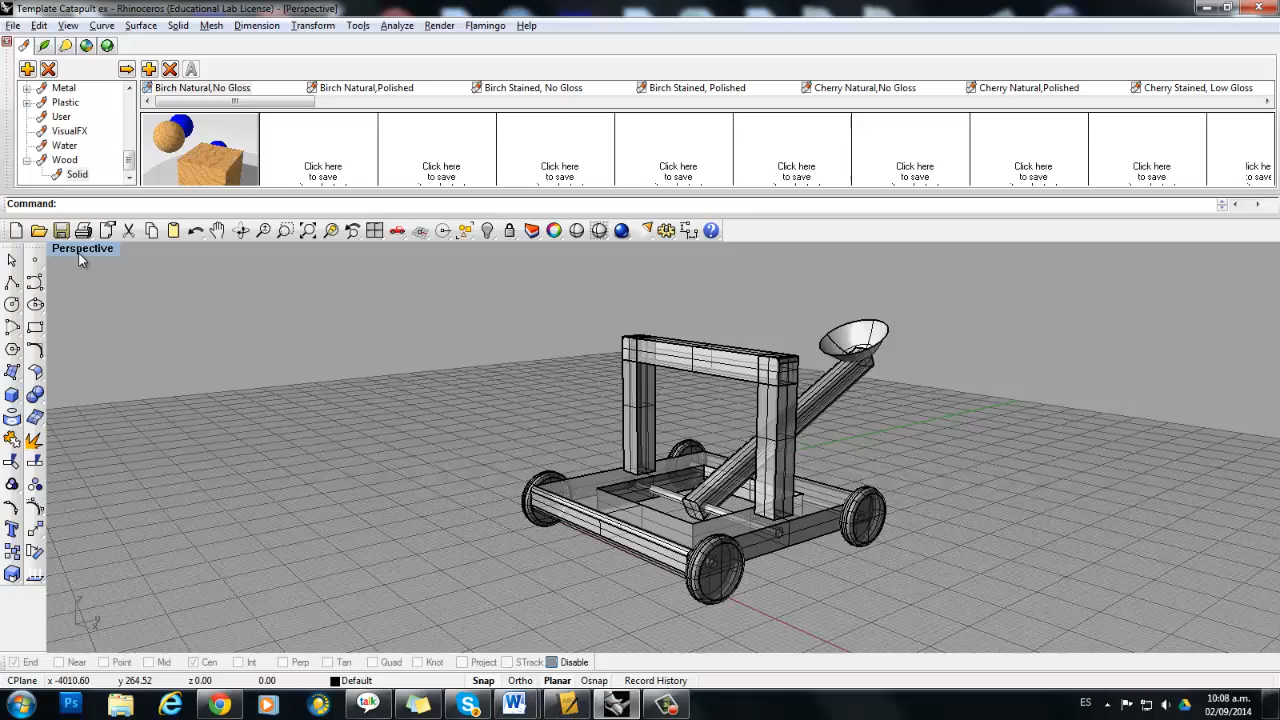 Template Catapult ex - Rhinoceros (Educational Lab License) - [Perspective]
File Edit View Curve Surface Solid Mesh Dimension Transform Tools Analyze Render Flamingo Help
Metal
Plastic
User
VisualFX
Water
Wood
Solid
Birch Natural,No Gloss Birch Natural,Polished Birch Stained, No Gloss Birch Stained, Polished Cherry Natural,No Gloss Cherry Natural,Polished Cherry Stained, Low Gloss
Click here to save
Click here to save
Click here to save
Click here to save
Click here to save
Click here to save
Click here to save
Click here to save
lick he
o save
Command:
Perspective
z
y
x
End Near Point Mid Cen Int Perp Tan Quad Knot Project STrack Disable
CPlane x -4010.60 y 264.52 z 0.00 0.00 Default Snap Ortho Planar Osnap Record History
Ps talk S 2 W ES 10:08 a.m.
02/09/2014